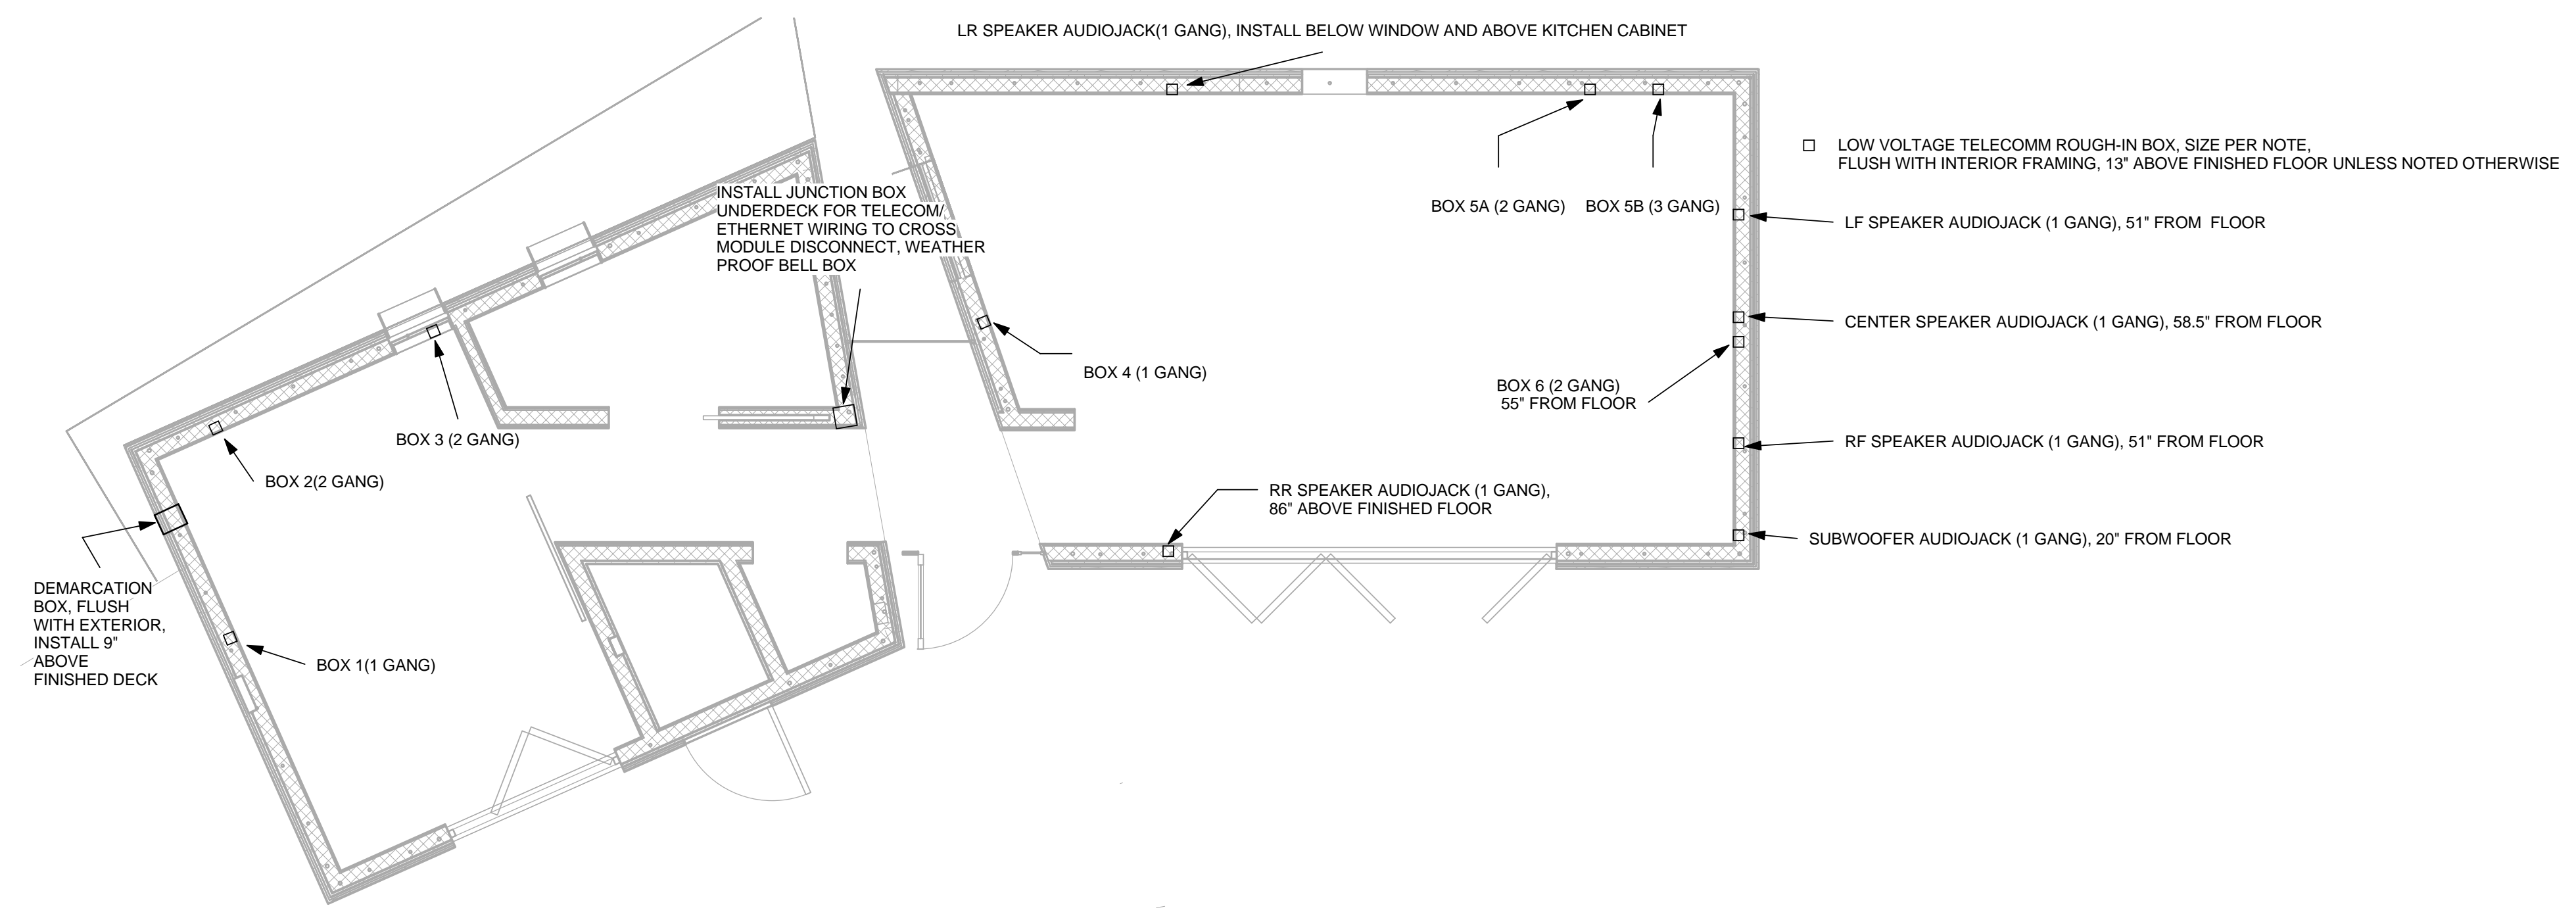 LR SPEAKER AUDIOJACK(1 GANG), INSTALL BELOW WINDOW AND ABOVE KITCHEN CABINET
LOW VOLTAGE TELECOMM ROUGH-IN BOX, SIZE PER NOTE,
FLUSH WITH INTERIOR FRAMING, 13" ABOVE FINISHED FLOOR UNLESS NOTED OTHERWISE
INSTALL JUNCTION BOX
UNDERDECK FOR TELECOM/
ETHERNET WIRING TO CROSS
MODULE DISCONNECT, WEATHER
PROOF BELL BOX
BOX 5A (2 GANG)
BOX 5B (3 GANG)
LF SPEAKER AUDIOJACK (1 GANG), 51" FROM  FLOOR
CENTER SPEAKER AUDIOJACK (1 GANG), 58.5" FROM FLOOR
BOX 4 (1 GANG)
BOX 6 (2 GANG)
55" FROM FLOOR
BOX 3 (2 GANG)
RF SPEAKER AUDIOJACK (1 GANG), 51" FROM FLOOR
BOX 2(2 GANG)
RR SPEAKER AUDIOJACK (1 GANG),
86" ABOVE FINISHED FLOOR
SUBWOOFER AUDIOJACK (1 GANG), 20" FROM FLOOR
DEMARCATION
BOX, FLUSH
WITH EXTERIOR,
INSTALL 9"
ABOVE
FINISHED DECK
BOX 1(1 GANG)